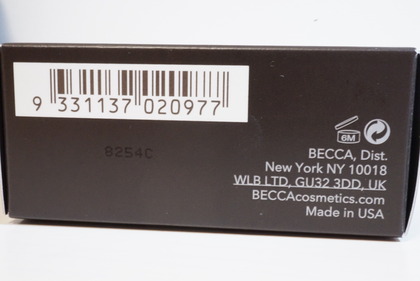 9 331137 020977
8254C
6M
BECCA, Dist.
New York NY 10018
WLB LTD, GU32 3DD, UK
BECCAcosmetics.com
Made in USA